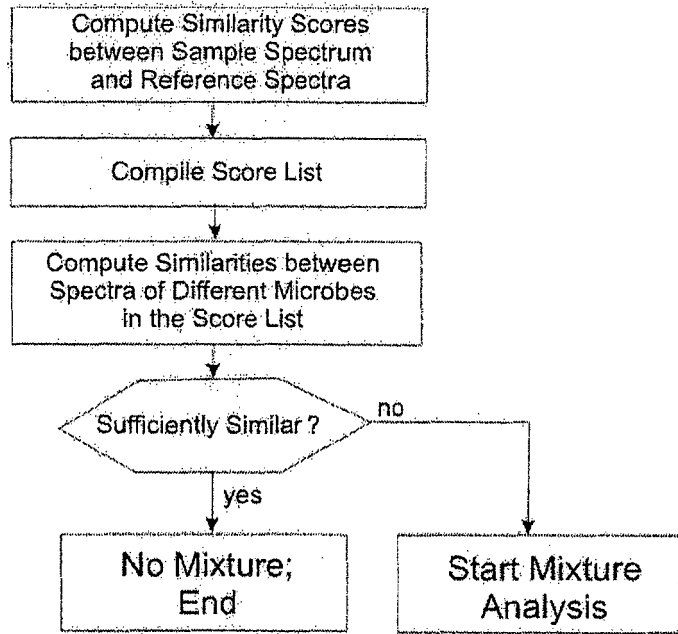 Compute Similarity Scores
between Sample Spectrum
and Reference Spectra
Compile Score List
Compute Similarities between
Spectra of Different Microbes
in the Score List
Sufficiently Similar ?
no
yes
No Mixture;
End
Start Mixture
Analysis